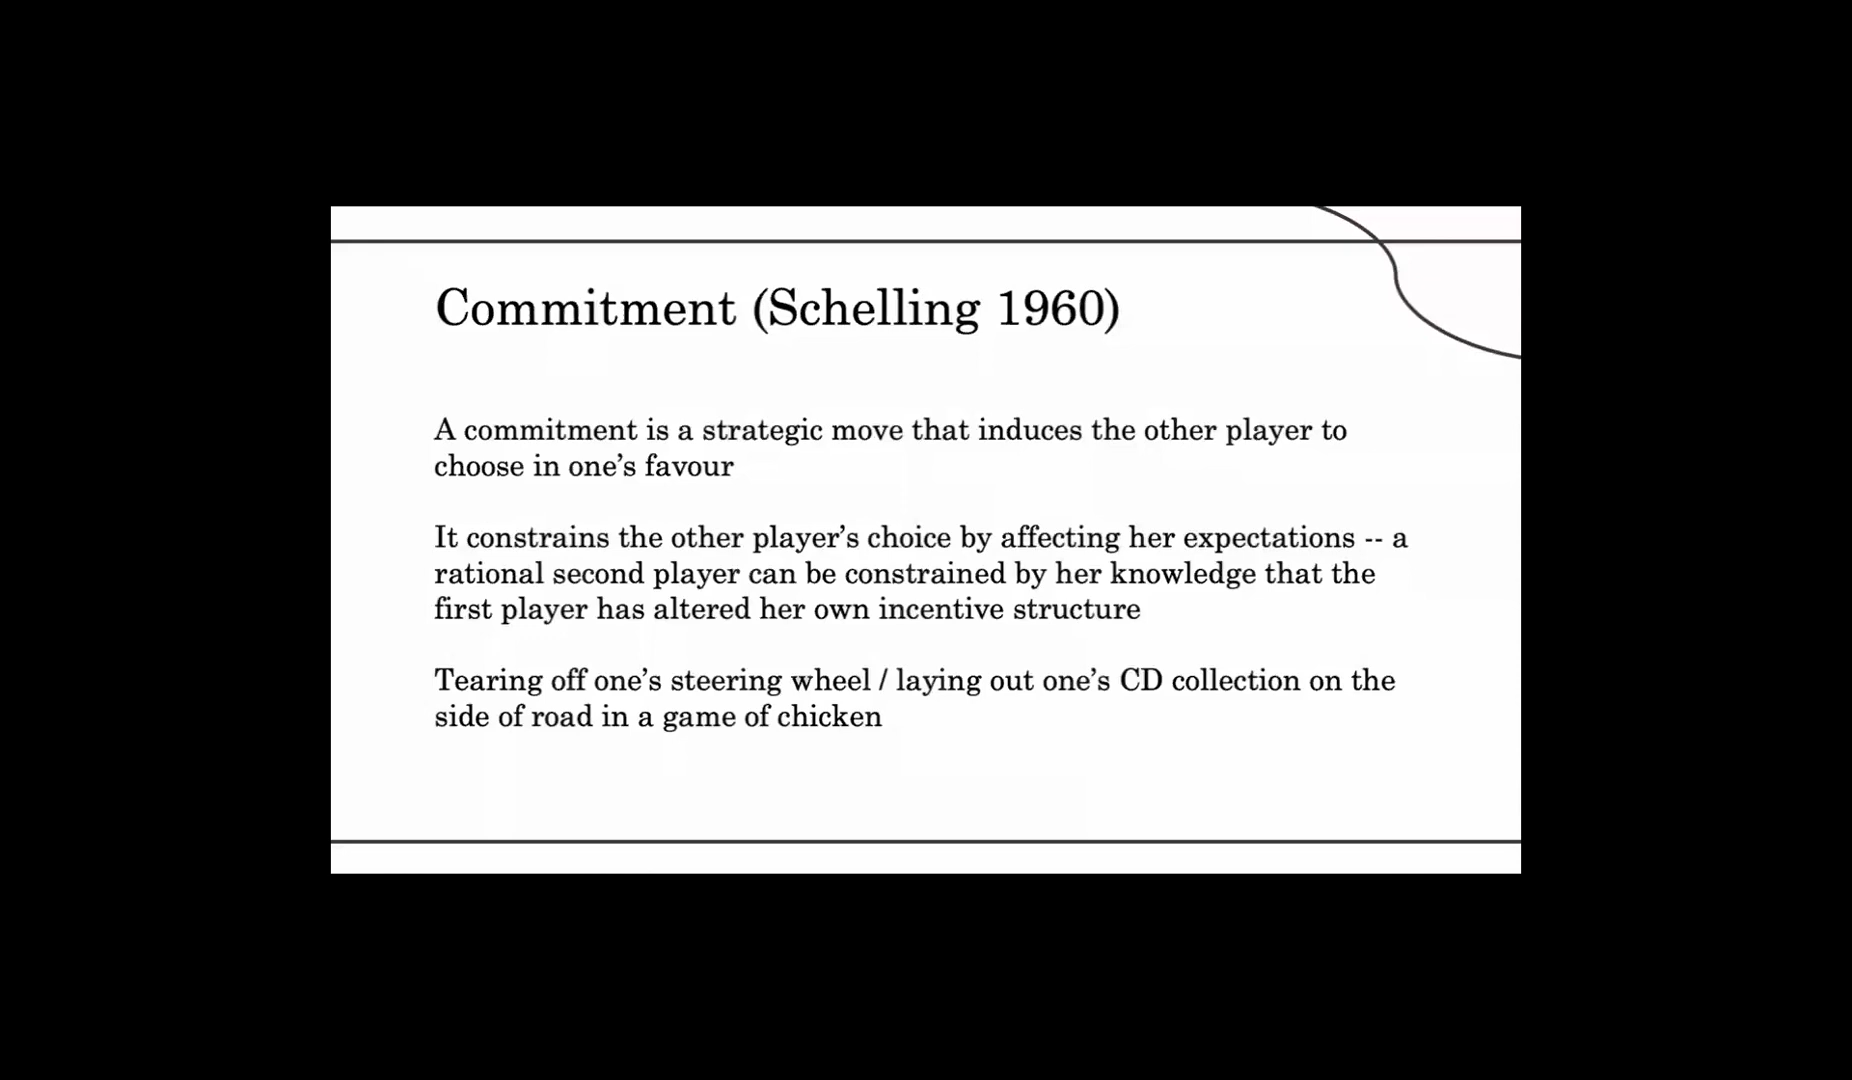 Commitment (Schelling 1960)
A commitment is a strategic move that induces the other player to
choose in one’s favour
It constrains the other player’s choice by affecting her expectations -- a
rational second player can be constrained by her knowledge that the
first player has altered her own incentive structure
Tearing off one’s steering wheel / laying out one’s CD collection on the
side of road in a game of chicken